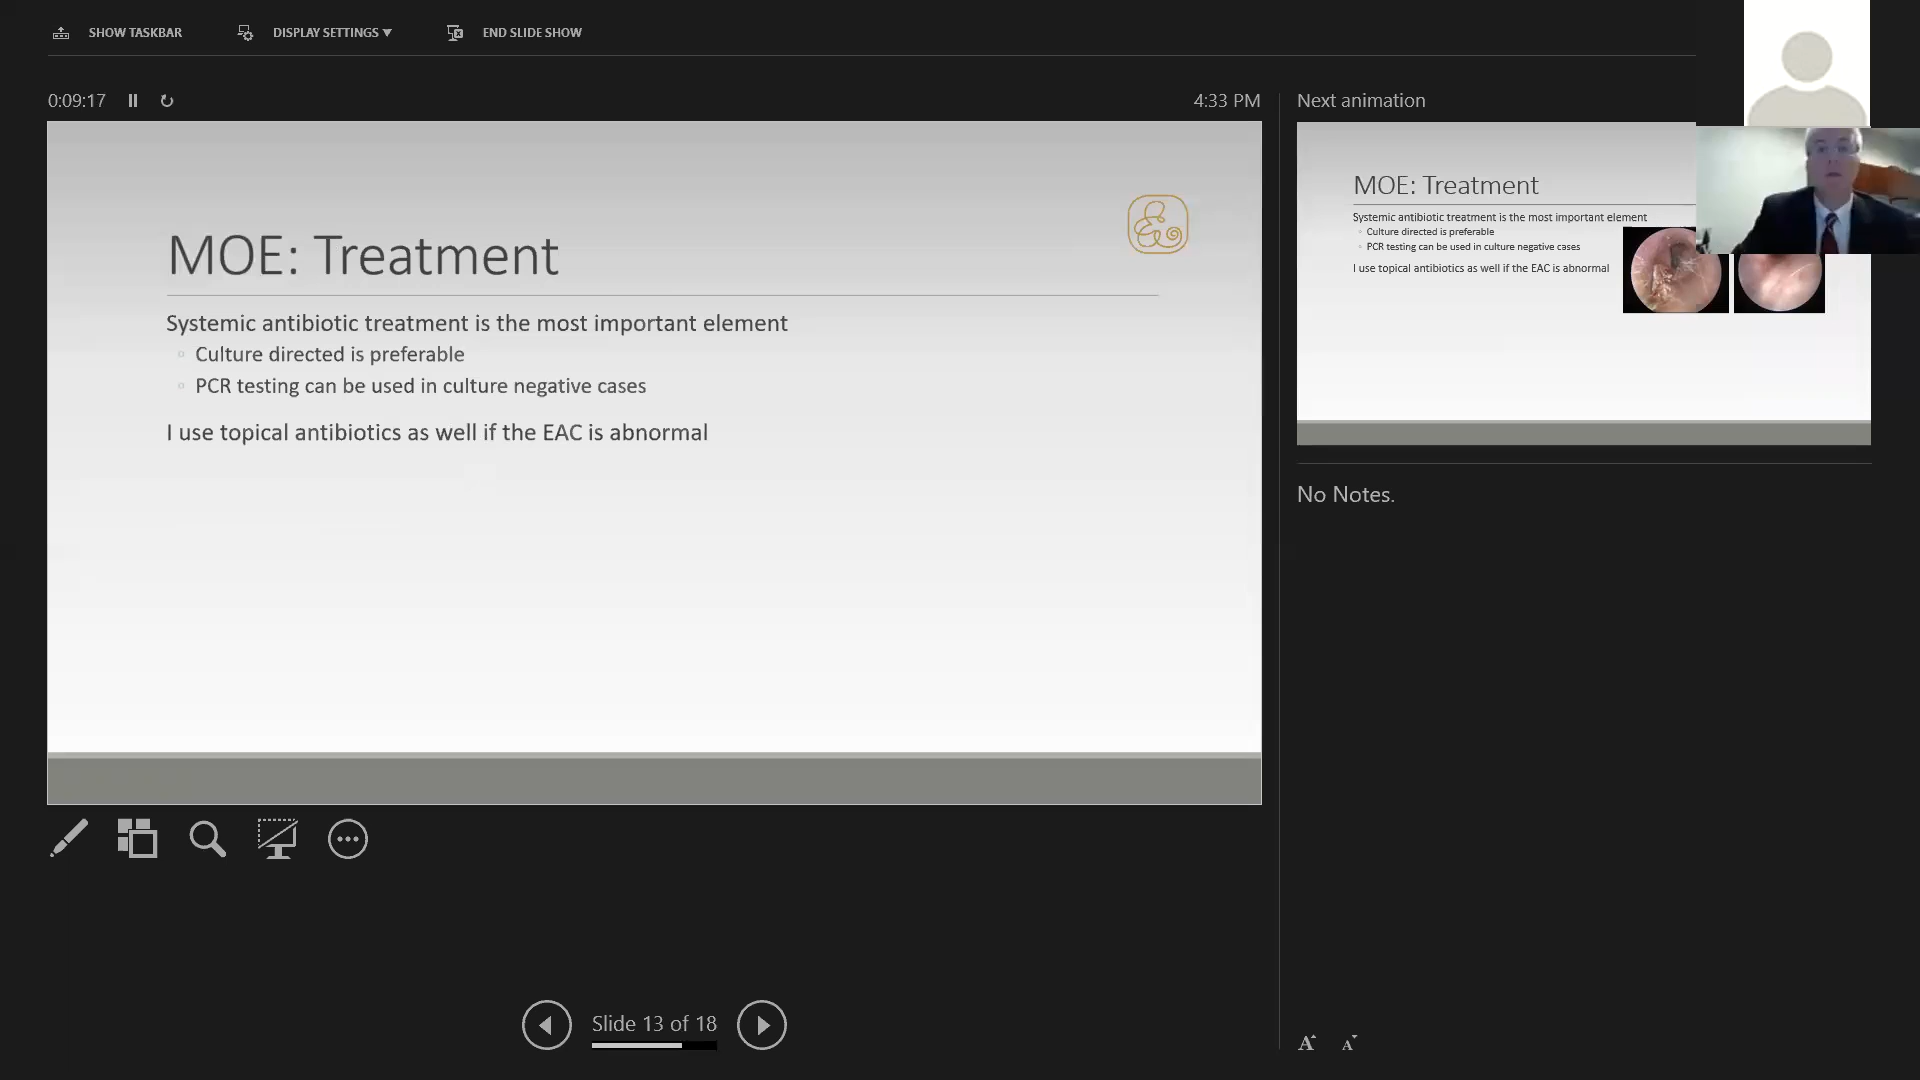 SHOW TASKBAR
DISPLAY SETTINGS
END SLIDE SHOW
0:09:17
4:33 PM
MOE: Treatment
Systemic antibiotic treatment is the most important element
Culture directed is preferable
PCR testing can be used in culture negative cases
I use topical antibiotics as well if the EAC is abnormal
Slide 13 of 18
Next animation
MOE: Treatment
Systemic antibiotic treatment is the most important element
Culture directed is preferable
PCR testing can be used in culture negative cases
I use topical antibiotics as well if the EAC is abnormal
No Notes.
A A